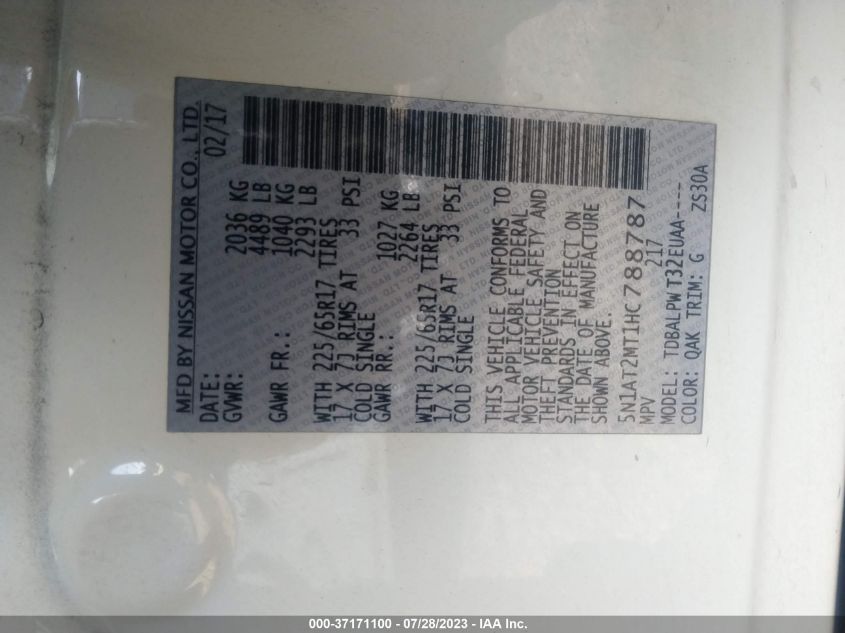 MFD BY NISSAN MOTOR CO., LTD.
DATE: 02/17
GVWR: 2036 KG
4489 LB
GAWR FR.: 1040 KG
2293 LB
WITH 225/65R17 TIRES
17 X 7J RIMS AT 33 PSI
COLD SINGLE
GAWR RR.: 1027 KG
2264 LB
WITH 225/65R17 TIRES
17 X 7J RIMS AT 33 PSI
COLD SINGLE
THIS VEHICLE CONFORMS TO
ALL APPLICABLE FEDERAL
MOTOR VEHICLE SAFETY AND
THEFT PREVENTION
STANDARDS IN EFFECT ON
THE DATE OF MANUFACTURE
SHOWN ABOVE.
5N1AT2MT1HC788787
MPV 217
MODEL: TDBALPW T32EUAA----
COLOR: QAK TRIM: G ZS30A
000-37171100 - 07/28/2023 - IAA Inc.